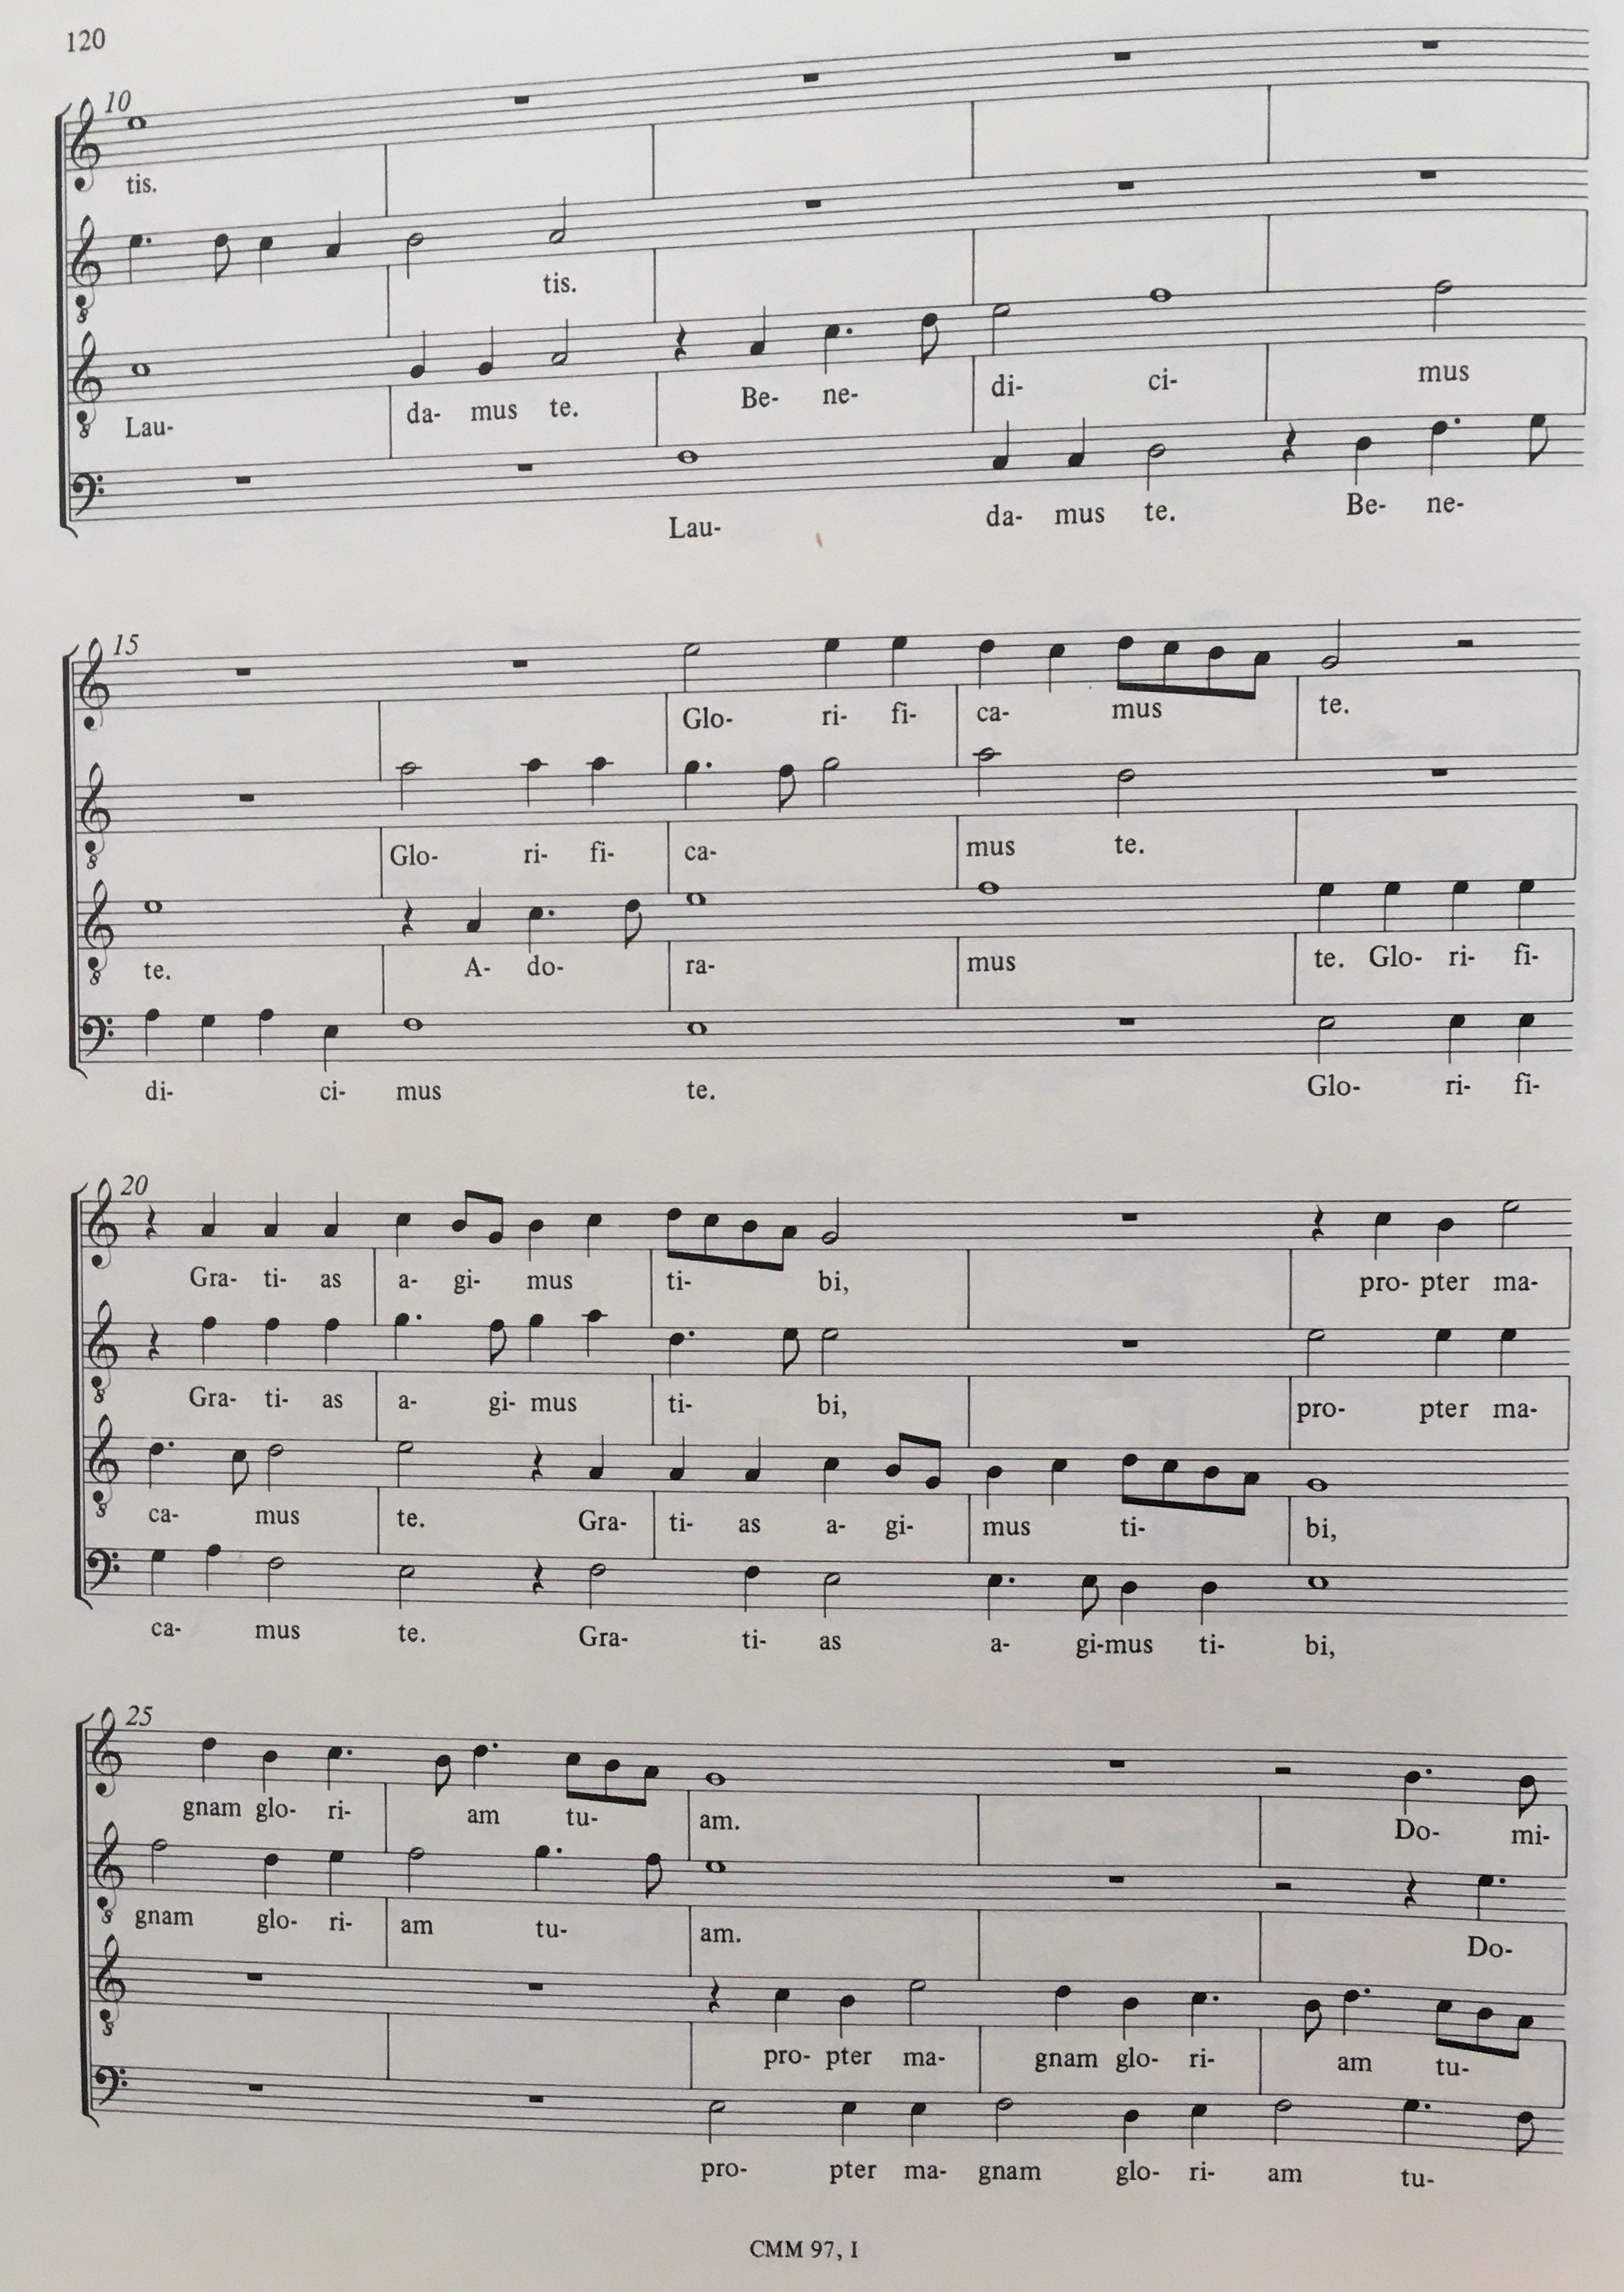 120
10
tis.
tis.
Lau- da- mus te. Be- ne- di- ci- mus
Lau- da- mus te. Be- ne-
15
Glo- ri- fi- ca- mus te.
Glo- ri- fi- ca- mus te.
te. A- do- ra- mus te. Glo- ri- fi-
di- ci- mus te. Glo- ri- fi-
20
Gra- ti- as a- gi- mus ti- bi, pro- pter ma-
Gra- ti- as a- gi- mus ti- bi, pro- pter ma-
ca- mus te. Gra- ti- as a- gi- mus ti- bi,
ca- mus te. Gra- ti- as a- gi-mus ti- bi,
25
gnam glo- ri- am tu- am. Do- mi-
gnam glo- ri- am tu- am. Do-
pro- pter ma- gnam glo- ri- am tu-
pro- pter ma- gnam glo- ri- am tu-
CMM 97, I